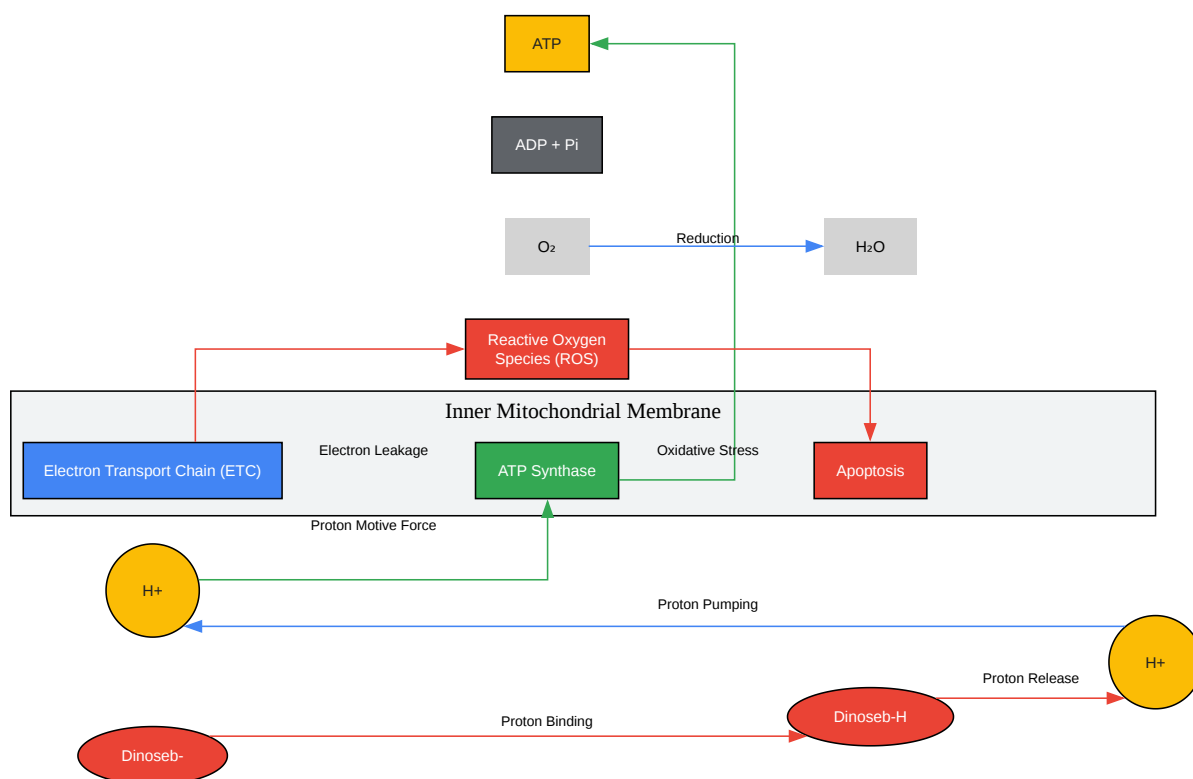 ATP
ADP + Pi
O₂
Reduction
H₂O
Reactive Oxygen
Species (ROS)
Inner Mitochondrial Membrane
Electron Transport Chain (ETC)
Electron Leakage
ATP Synthase
Oxidative Stress
Apoptosis
Proton Motive Force
H+
Proton Pumping
H+
Proton Release
Dinoseb-H
Proton Binding
Dinoseb-